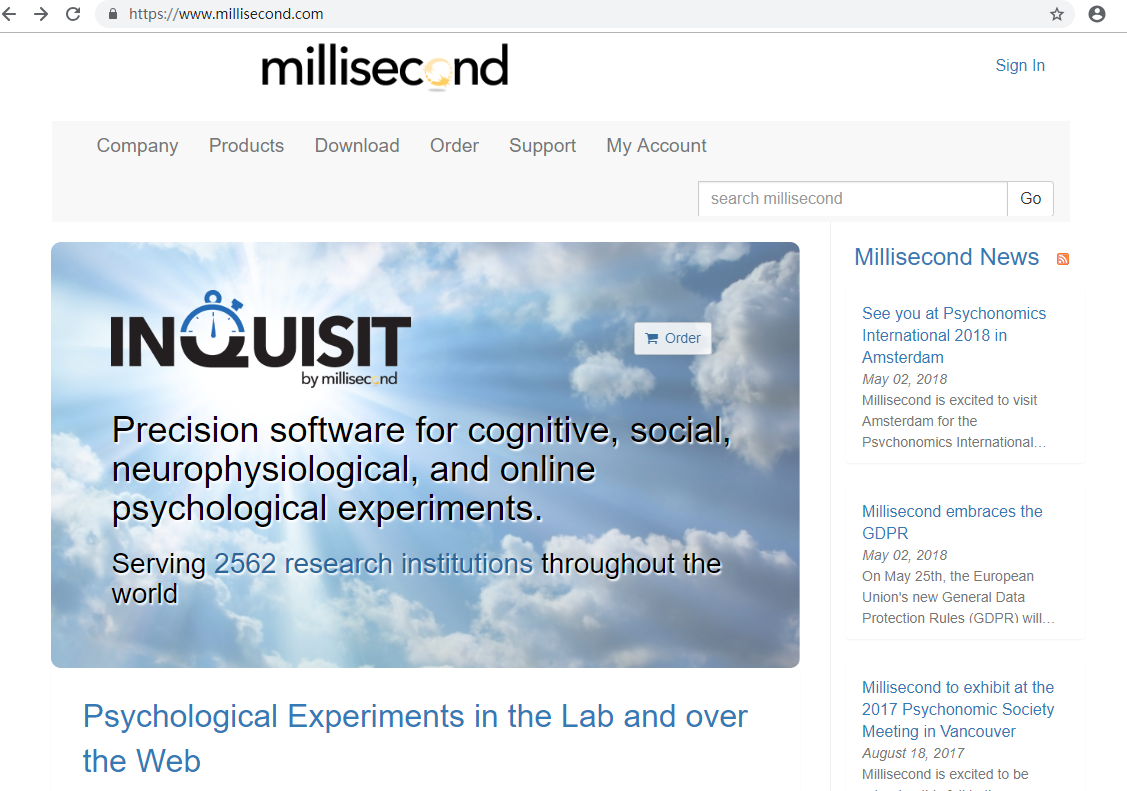 https://www.millisecond.com
millisecond
Sign In
Company Products Download Order Support My Account
search millisecond Go
INQUISIT
by millisecond
Order
Precision software for cognitive, social,
neurophysiological, and online
psychological experiments.
Serving 2562 research institutions throughout the
world
Psychological Experiments in the Lab and over
the Web
Millisecond News
See you at Psychonomics
International 2018 in
Amsterdam
May 02, 2018
Millisecond is excited to visit
Amsterdam for the
Psychonomics International…
Millisecond embraces the
GDPR
May 02, 2018
On May 25th, the European
Union's new General Data
Protection Rules (GDPR) will…
Millisecond to exhibit at the
2017 Psychonomic Society
Meeting in Vancouver
August 18, 2017
Millisecond is excited to be